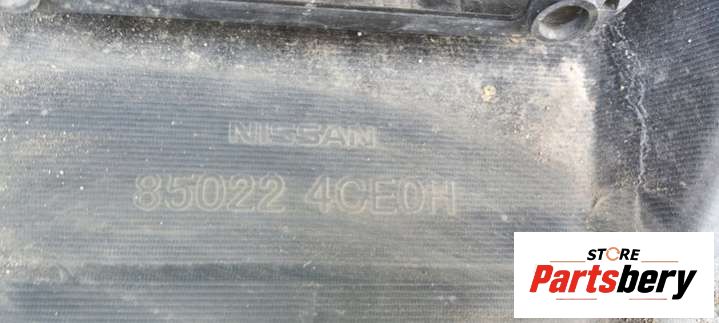 NISSAN
85022 4CE0H
STORE
Partsbery